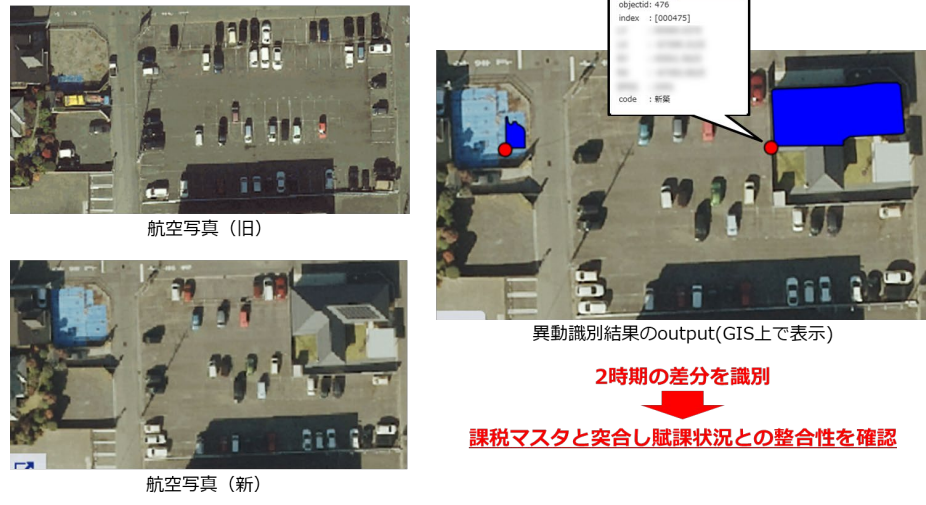 航空写真（旧）
航空写真（新）
objectid: 476
index : [000475]
code : 新築
異動識別結果のoutput(GIS上で表示)
2時期の差分を識別
課税マスタと突合し賦課状況との整合性を確認